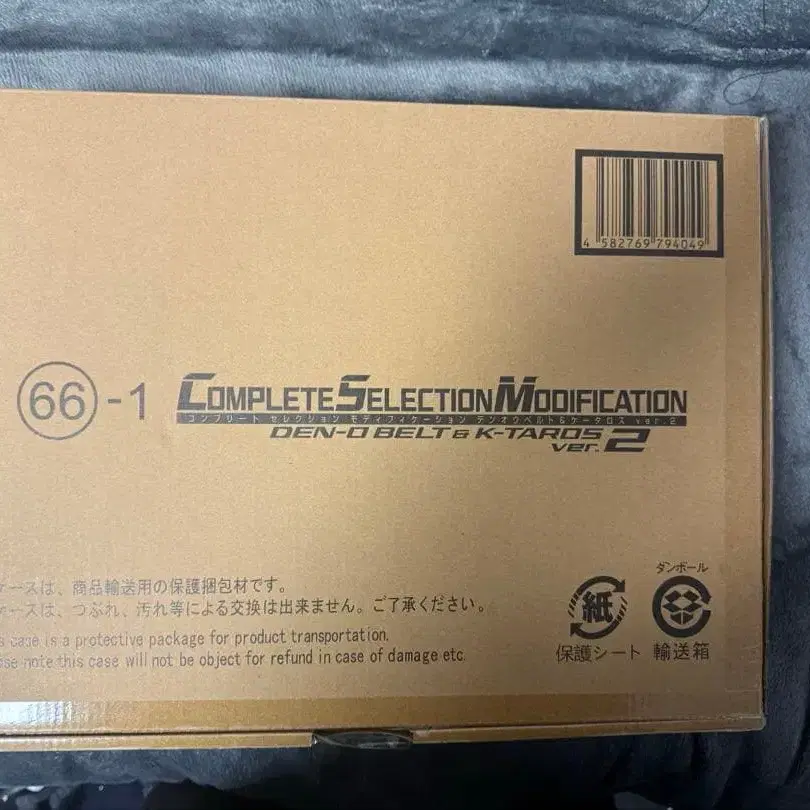 4 582769 794049
66-1 COMPLETE SELECTION MODIFICATION
コンプリート セレクション モディフィケーション デンオウベルト&ケータロス ver.2
DEN-O BELT & K-TAROS
ver.2
ケースは、商品輸送用の保護梱包材です。
ケースは、つぶれ、汚れ等による交換は出来ません。ご了承ください。
case is a protective package for product transportation.
note this case will not be object for refund in case of damage etc.
紙
保護シート
ダンボール
輸送箱